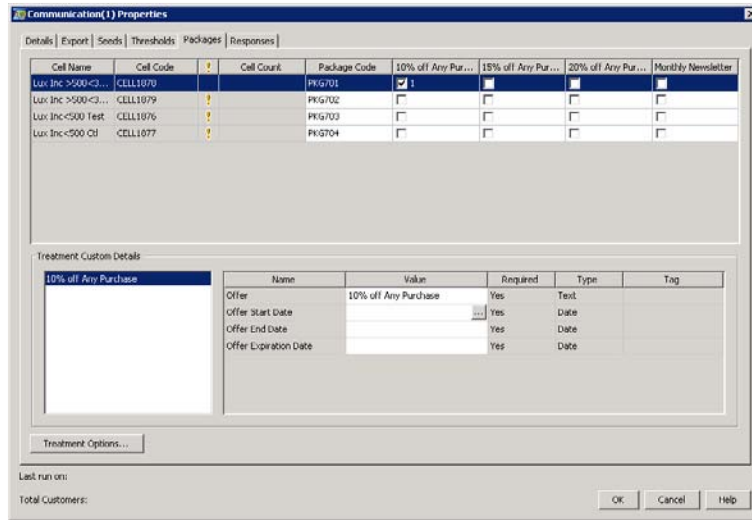 Communication(1) Properties
Details Export Seeds Thresholds Packages Responses
Cell Name Cell Code ! Cell Count Package Code 10% off Any Pur... 15% off Any Pur... 20% off Any Pur... Monthly Newsletter
Lux Inc >500<3... CELL1078 PKG701 1
Lux Inc >500<3... CELL1079 ! PKG702
Lux Inc<500 Test CELL1076 ! PKG703
Lux Inc<500 Ctl CELL1077 ! PKG704
Treatment Custom Details
10% off Any Purchase
Name Value Required Type Tag
Offer 10% off Any Purchase Yes Text
Offer Start Date ... Yes Date
Offer End Date Yes Date
Offer Expiration Date Yes Date
Treatment Options...
Last run on:
Total Customers:
OK Cancel Help